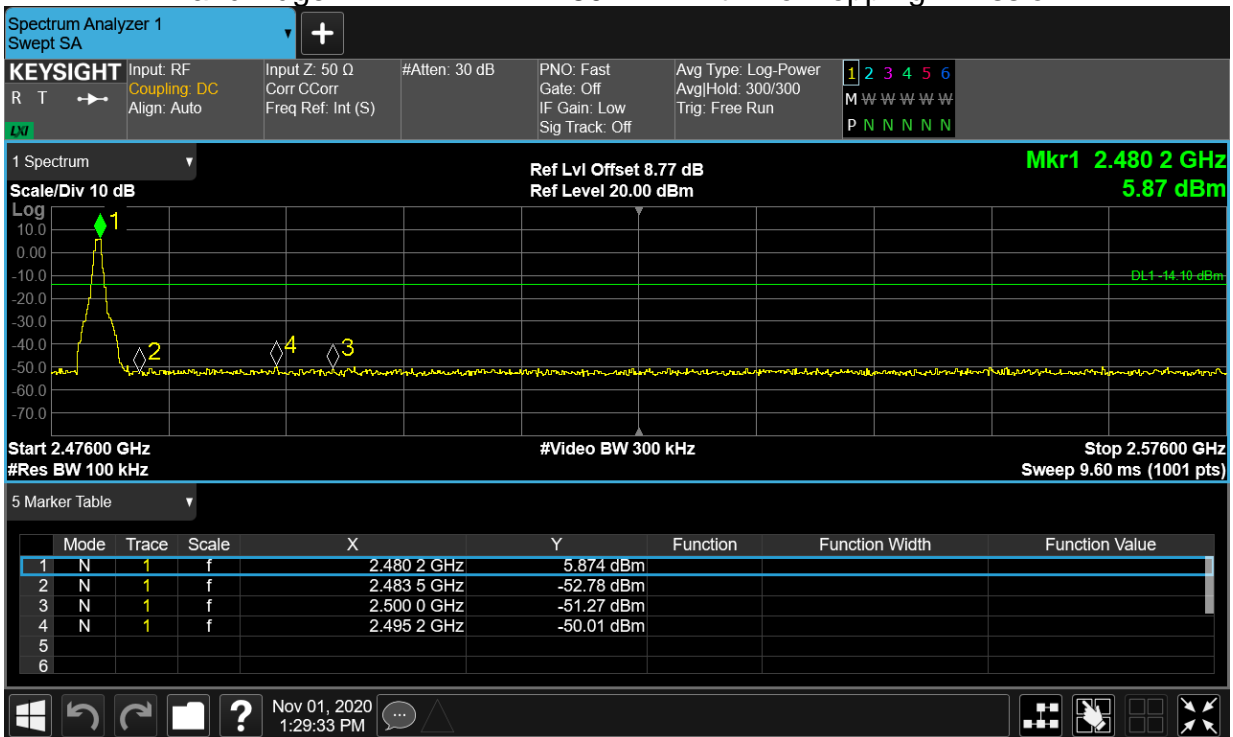 Spectrum Analyzer 1
Swept SA
KEYSIGHT
R T
LXI
Input: RF
Coupling: DC
Align: Auto
Input Z: 50 Ω
Corr CCorr
Freq Ref: Int (S)
#Atten: 30 dB
PNO: Fast
Gate: Off
IF Gain: Low
Sig Track: Off
Avg Type: Log-Power
Avg|Hold: 300/300
Trig: Free Run
1 2 3 4 5 6
M W W W W W
P N N N N N
1 Spectrum
Scale/Div 10 dB
Ref Lvl Offset 8.77 dB
Ref Level 20.00 dBm
Mkr1 2.480 2 GHz
5.87 dBm
Log
10.0
0.00
-10.0
-20.0
-30.0
-40.0
-50.0
-60.0
-70.0
1
2
4
3
DL1 -14.10 dBm
Start 2.47600 GHz
#Res BW 100 kHz
#Video BW 300 kHz
Stop 2.57600 GHz
Sweep 9.60 ms (1001 pts)
5 Marker Table
Mode Trace Scale X Y Function Function Width Function Value
1 N 1 f 2.480 2 GHz 5.874 dBm
2 N 1 f 2.483 5 GHz -52.78 dBm
3 N 1 f 2.500 0 GHz -51.27 dBm
4 N 1 f 2.495 2 GHz -50.01 dBm
5
6
?
Nov 01, 2020
1:29:33 PM